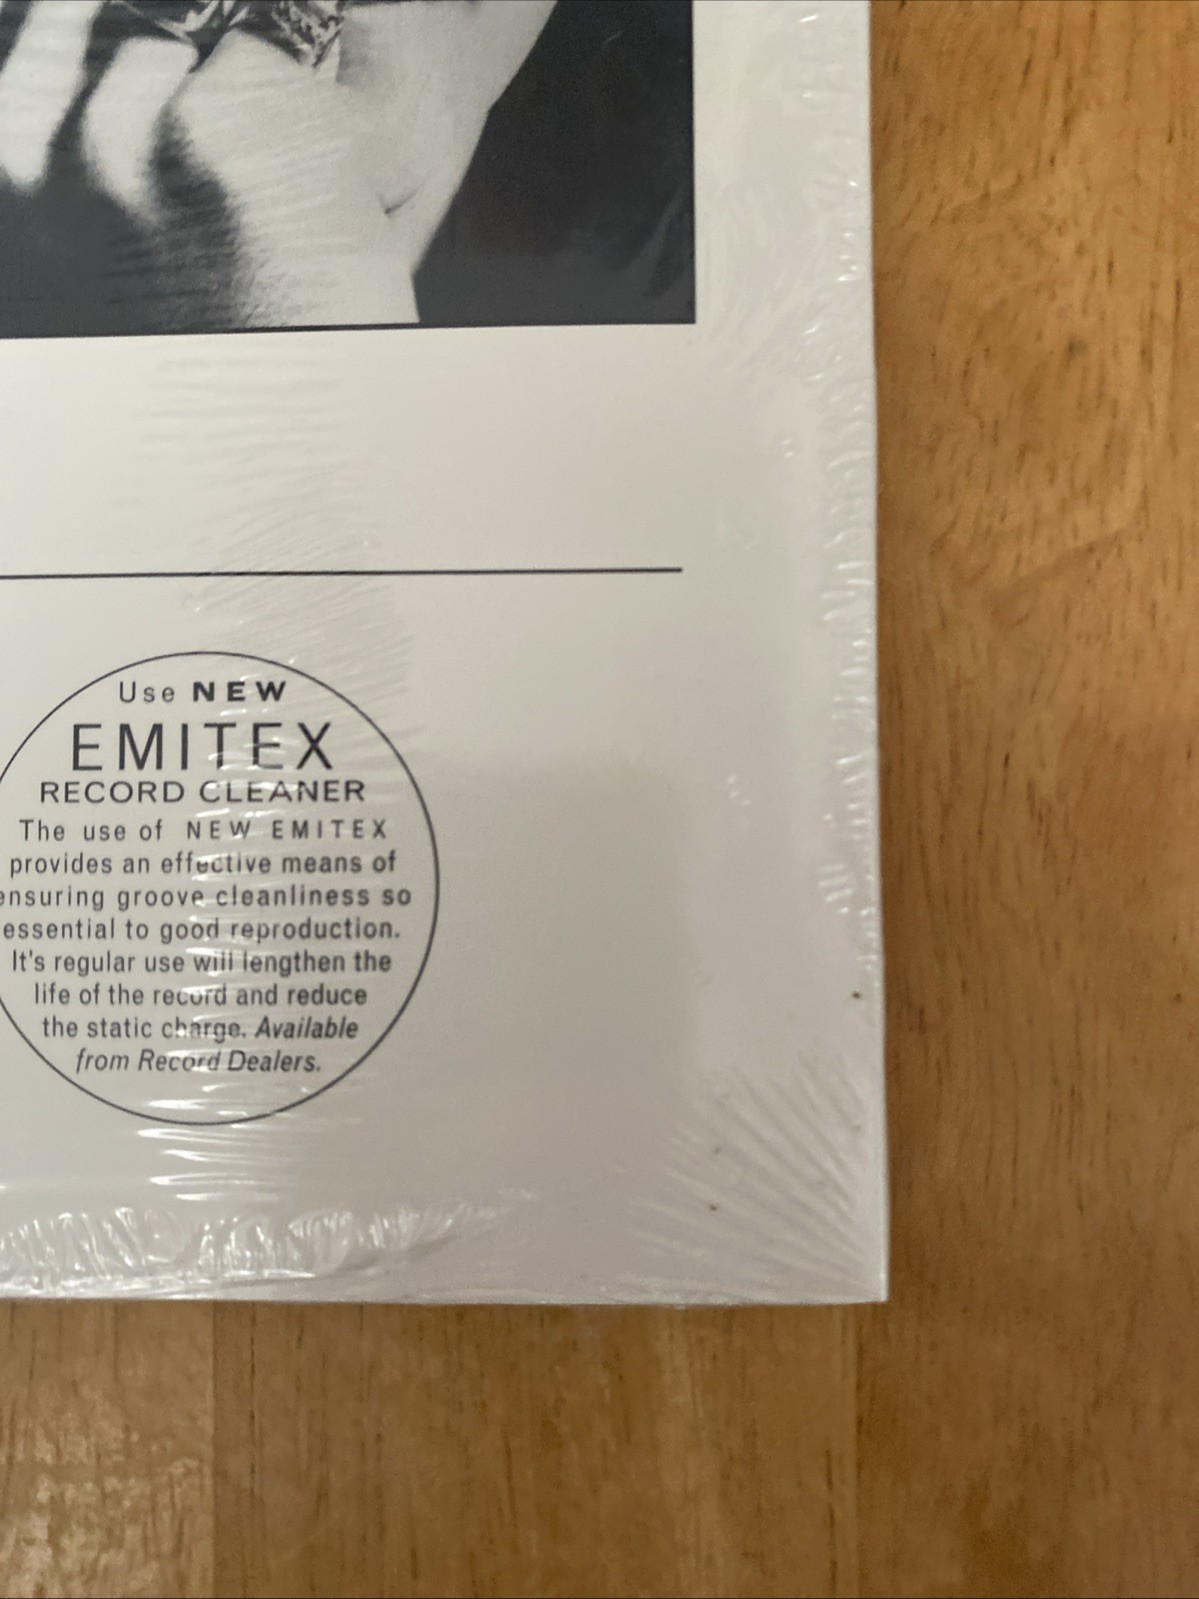 Use NEW
EMITEX
RECORD CLEANER
The use of NEW EMITEX
provides an effective means of
ensuring groove cleanliness so
essential to good reproduction.
It's regular use will lengthen the
life of the record and reduce
the static charge. Available
from Record Dealers.